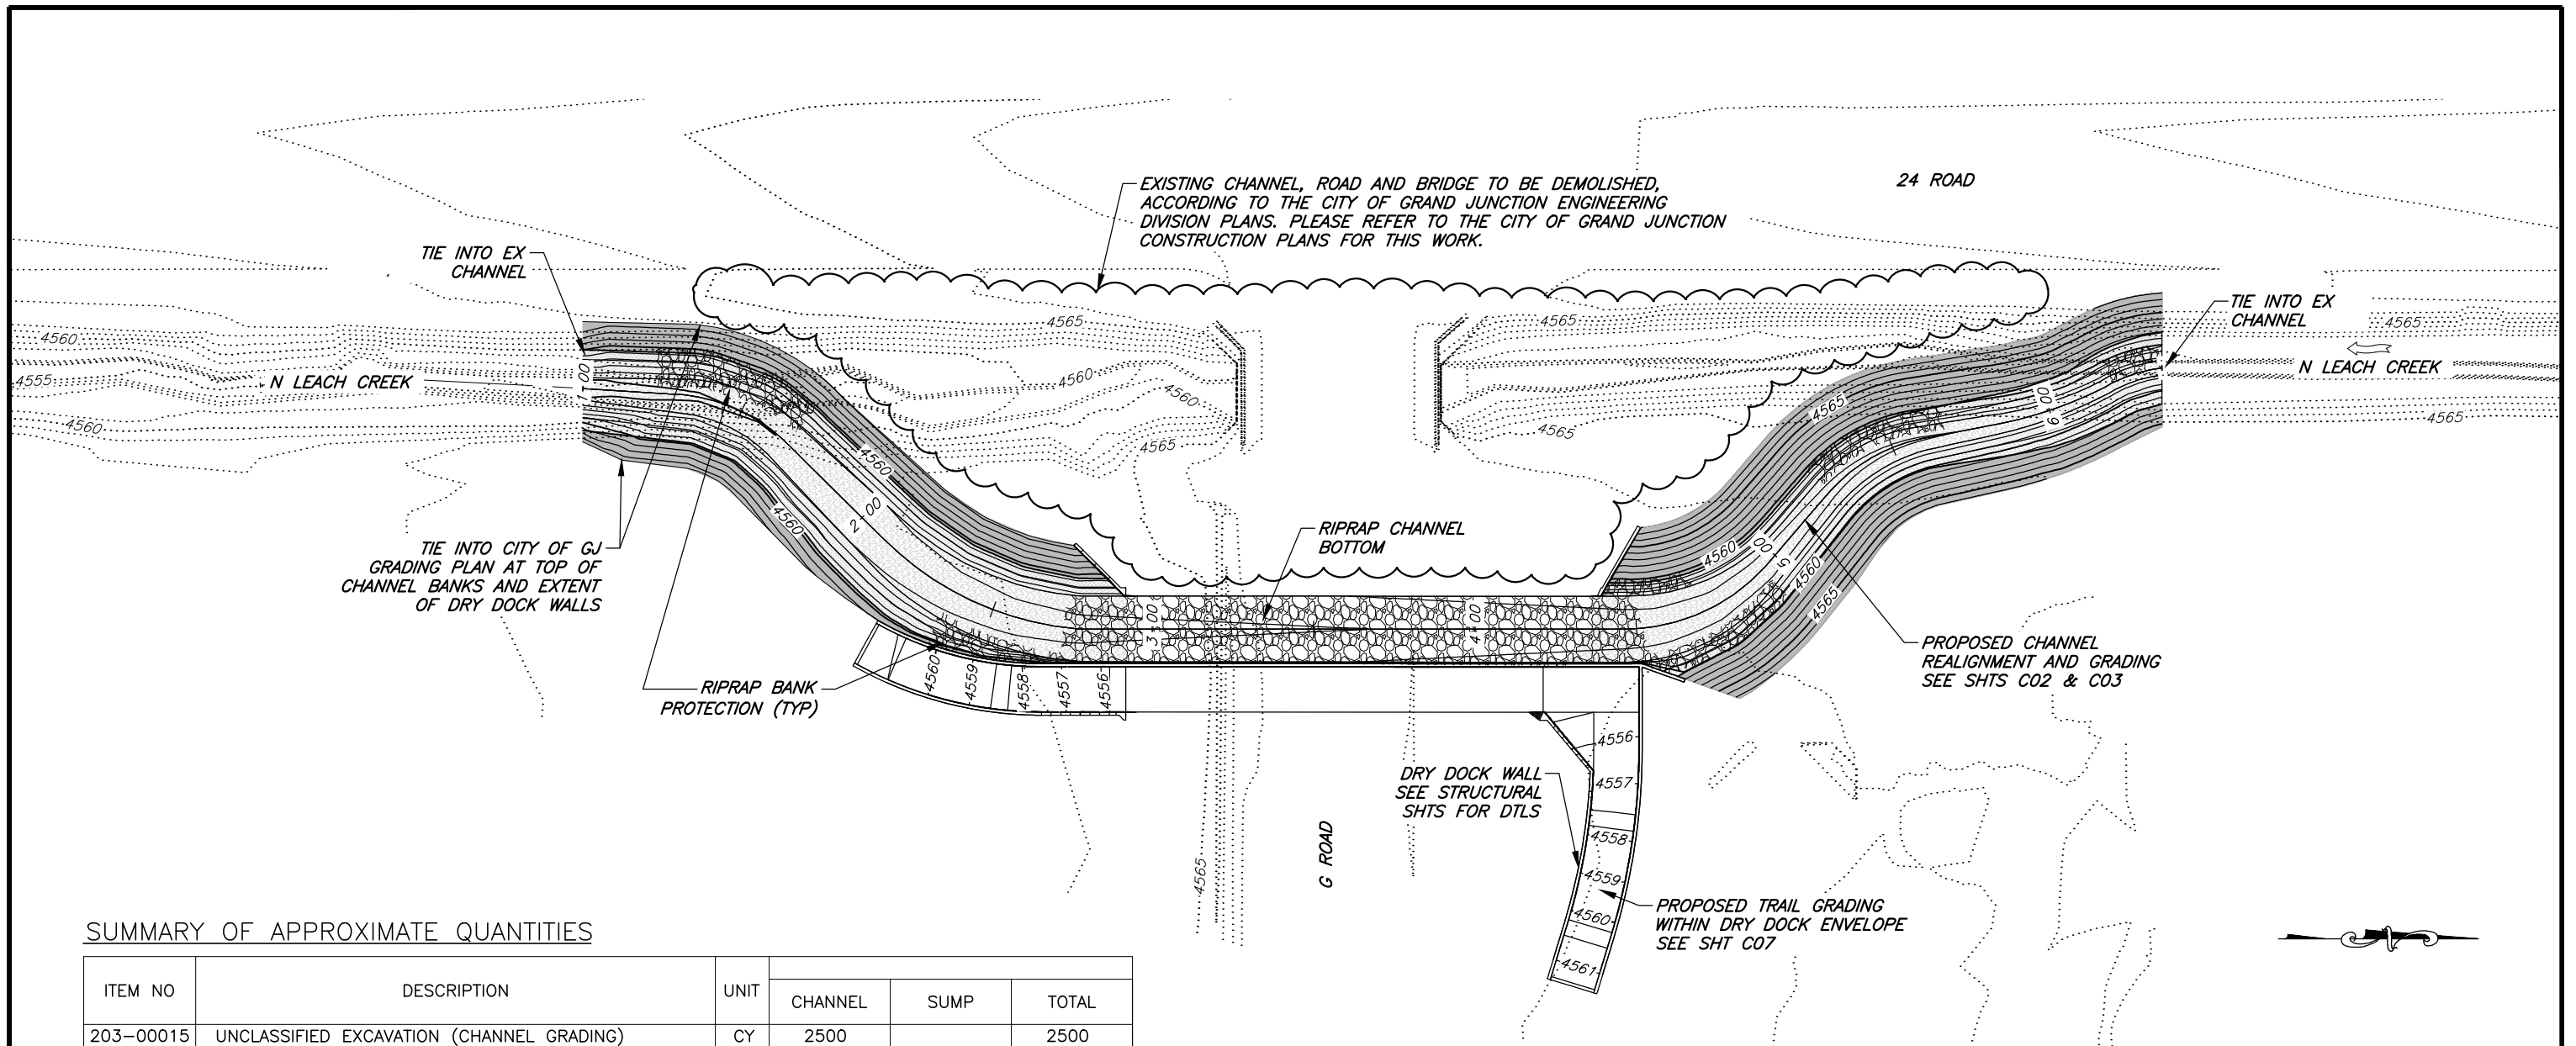 24 ROAD
EXISTING CHANNEL, ROAD AND BRIDGE TO BE DEMOLISHED,
ACCORDING TO THE CITY OF GRAND JUNCTION ENGINEERING
DIVISION PLANS. PLEASE REFER TO THE CITY OF GRAND JUNCTION
CONSTRUCTION PLANS FOR THIS WORK.
TIE INTO EX
CHANNEL
TIE INTO EX
CHANNEL
4565
4565
4565
4560
4555
N LEACH CREEK
1+00
4560
4560
4560
4565
4565
4565
6+00
N LEACH CREEK
4565
4560
4560
2+00
4560
4560
5+00
4565
TIE INTO CITY OF GJ
GRADING PLAN AT TOP OF
CHANNEL BANKS AND EXTENT
OF DRY DOCK WALLS
RIPRAP CHANNEL
BOTTOM
3+00
4+00
PROPOSED CHANNEL
REALIGNMENT AND GRADING
SEE SHTS C02 & C03
RIPRAP BANK
PROTECTION (TYP)
4560
4559
4558
4557
4556
4556
4557
4558
4559
4560
4561
DRY DOCK WALL
SEE STRUCTURAL
SHTS FOR DTLS
4565
G ROAD
PROPOSED TRAIL GRADING
WITHIN DRY DOCK ENVELOPE
SEE SHT C07
SUMMARY OF APPROXIMATE QUANTITIES
ITEM NO DESCRIPTION UNIT CHANNEL SUMP TOTAL
203-00015 UNCLASSIFIED EXCAVATION (CHANNEL GRADING) CY 2500 2500